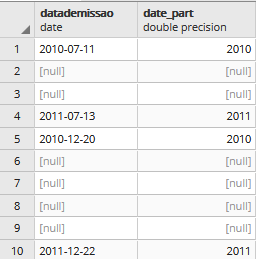 datademissao date_part
date double precision
1 2010-07-11 2010
2 [null] [null]
3 [null] [null]
4 2011-07-13 2011
5 2010-12-20 2010
6 [null] [null]
7 [null] [null]
8 [null] [null]
9 [null] [null]
10 2011-12-22 2011